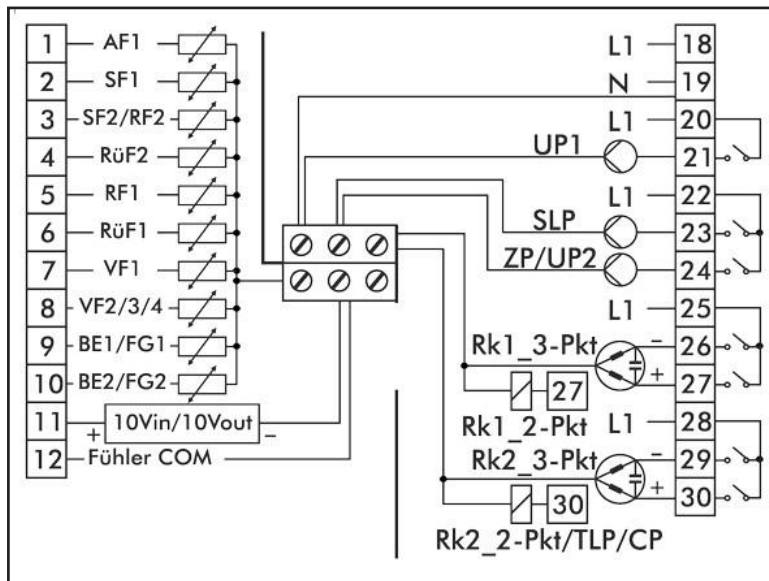 1 AF1
2 SF1
3 SF2/RF2
4 RüF2
5 RF1
6 RüF1
7 VF1
8 VF2/3/4
9 BE1/FG1
10 BE2/FG2
11 + 10Vin/10Vout −
12 Fühler COM
L1 18
N 19
L1 20
UP1 21
L1 22
SLP 23
ZP/UP2 24
L1 25
Rk1_3-Pkt − 26
+ 27
27
Rk1_2-Pkt L1 28
Rk2_3-Pkt − 29
+ 30
30
Rk2_2-Pkt/TLP/CP